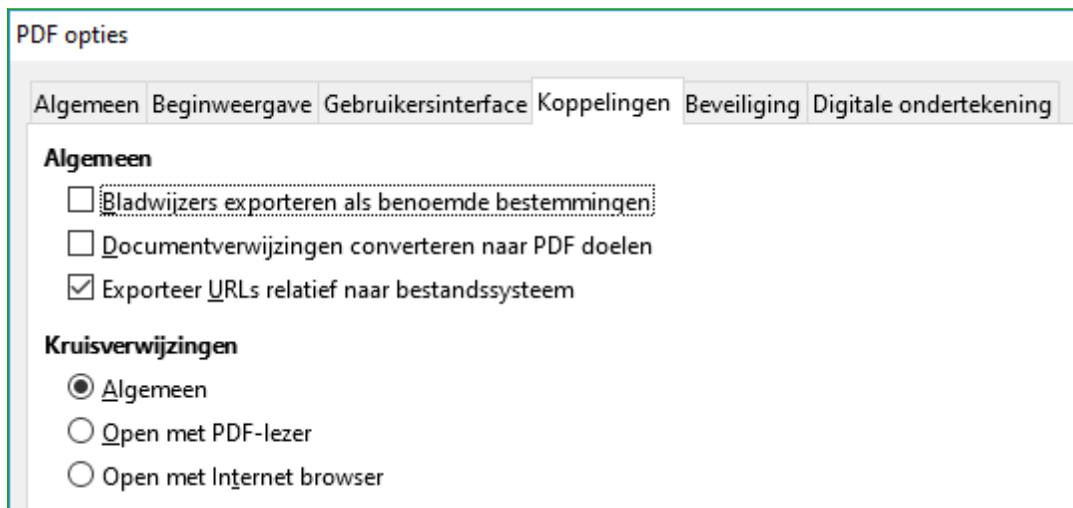 PDF opties
Algemeen Beginweergave Gebruikersinterface Koppelingen Beveiliging Digitale ondertekening
Algemeen
Bladwijzers exporteren als benoemde bestemmingen
Documentverwijzingen converteren naar PDF doelen
Exporteer URLs relatief naar bestandssysteem
Kruisverwijzingen
Algemeen
Open met PDF-lezer
Open met Internet browser